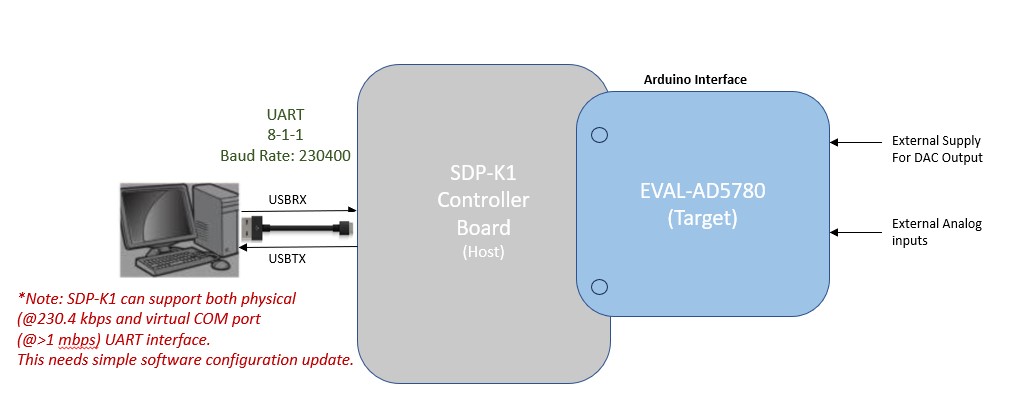 Arduino Interface
UART
8-1-1
Baud Rate: 230400
USBRX
USBTX
SDP-K1
Controller
Board
(Host)
EVAL-AD5780
(Target)
External Supply
For DAC Output
External Analog
inputs
*Note: SDP-K1 can support both physical
(@230.4 kbps and virtual COM port
(@>1 mbps) UART interface.
This needs simple software configuration update.